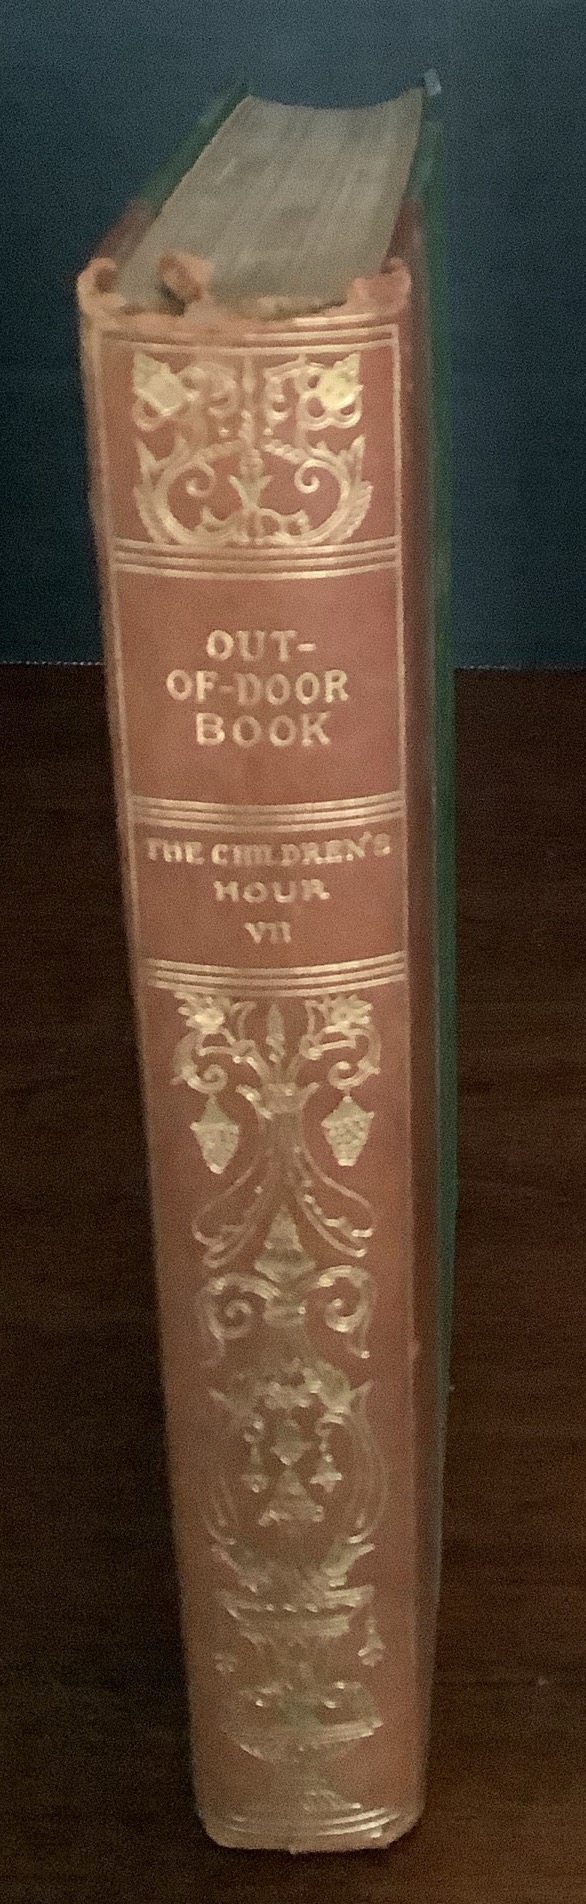 OUT-
OF-DOOR
BOOK
THE CHILDREN'S
HOUR
VII